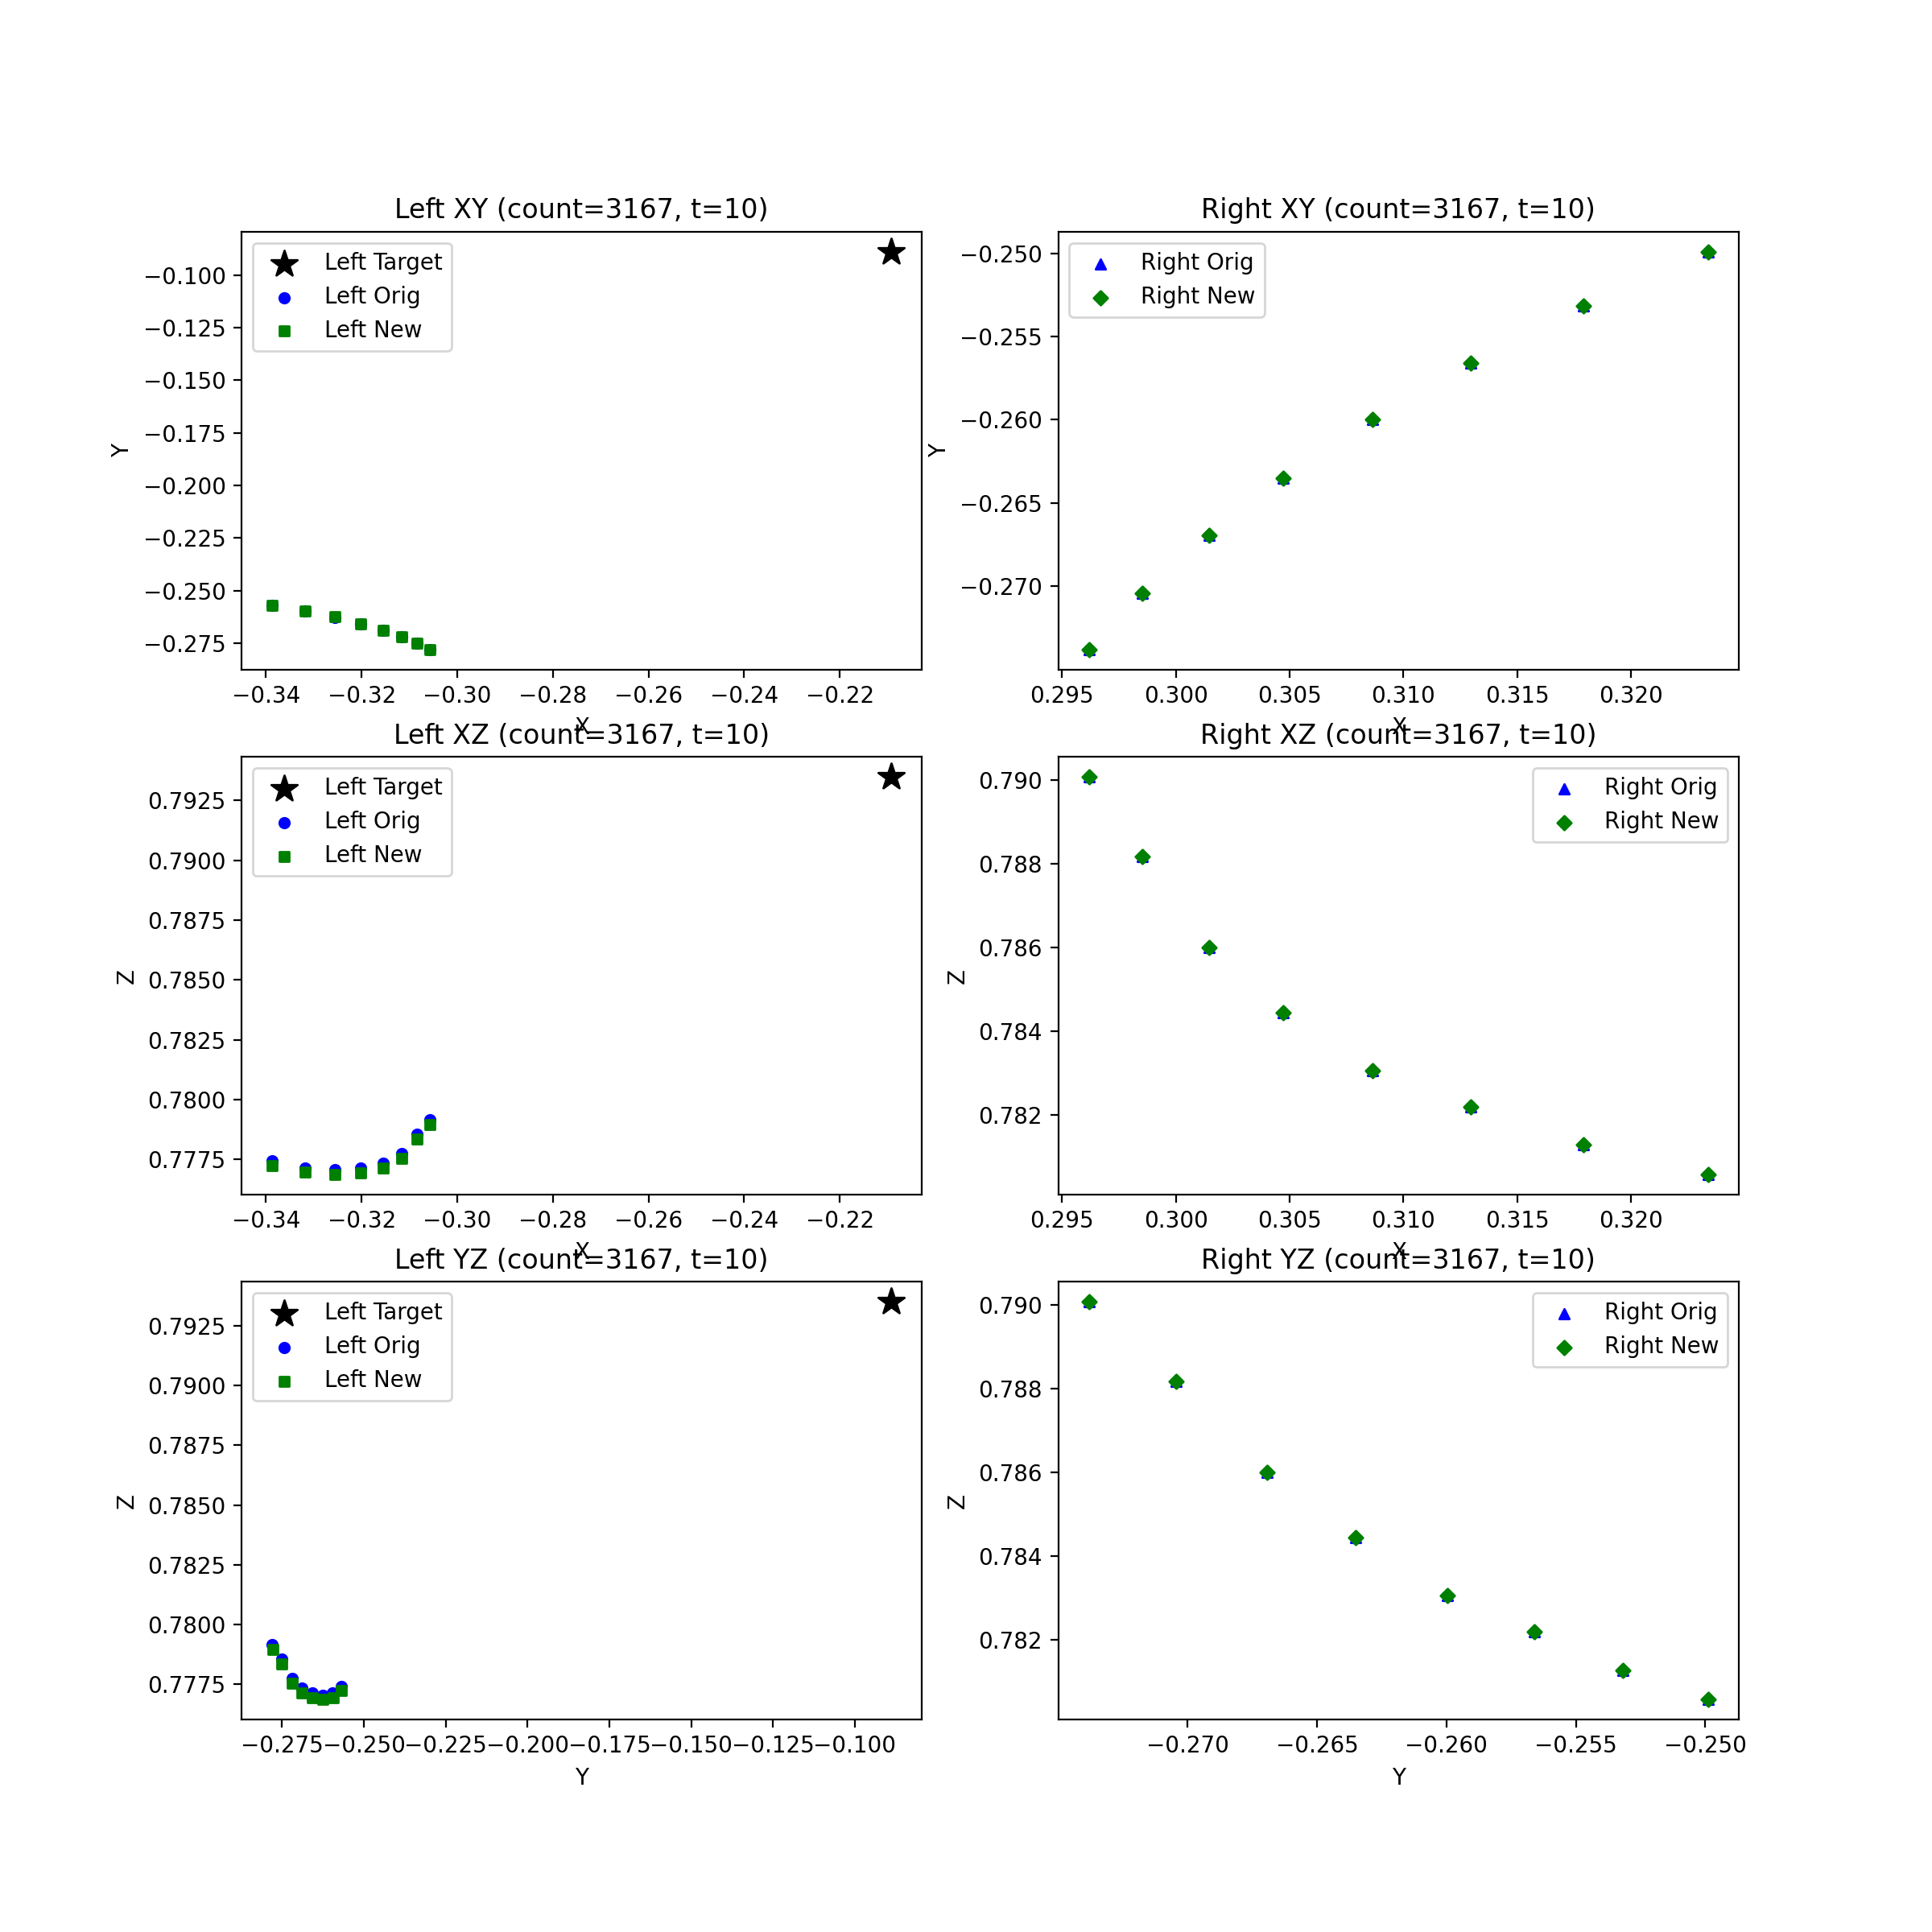 Left XY (count=3167, t=10)
Left Target
Left Orig
Left New
Y
−0.100
−0.125
−0.150
−0.175
−0.200
−0.225
−0.250
−0.275
−0.34 −0.32 −0.30 −0.28 −0.26 −0.24 −0.22
X
Right XY (count=3167, t=10)
Right Orig
Right New
Y
−0.250
−0.255
−0.260
−0.265
−0.270
0.295 0.300 0.305 0.310 0.315 0.320
X
Left XZ (count=3167, t=10)
Left Target
Left Orig
Left New
Z
0.7925
0.7900
0.7875
0.7850
0.7825
0.7800
0.7775
−0.34 −0.32 −0.30 −0.28 −0.26 −0.24 −0.22
X
Right XZ (count=3167, t=10)
Right Orig
Right New
Z
0.790
0.788
0.786
0.784
0.782
0.295 0.300 0.305 0.310 0.315 0.320
X
Left YZ (count=3167, t=10)
Left Target
Left Orig
Left New
Z
0.7925
0.7900
0.7875
0.7850
0.7825
0.7800
0.7775
−0.275 −0.250 −0.225 −0.200 −0.175 −0.150 −0.125 −0.100
Y
Right YZ (count=3167, t=10)
Right Orig
Right New
Z
0.790
0.788
0.786
0.784
0.782
−0.270 −0.265 −0.260 −0.255 −0.250
Y